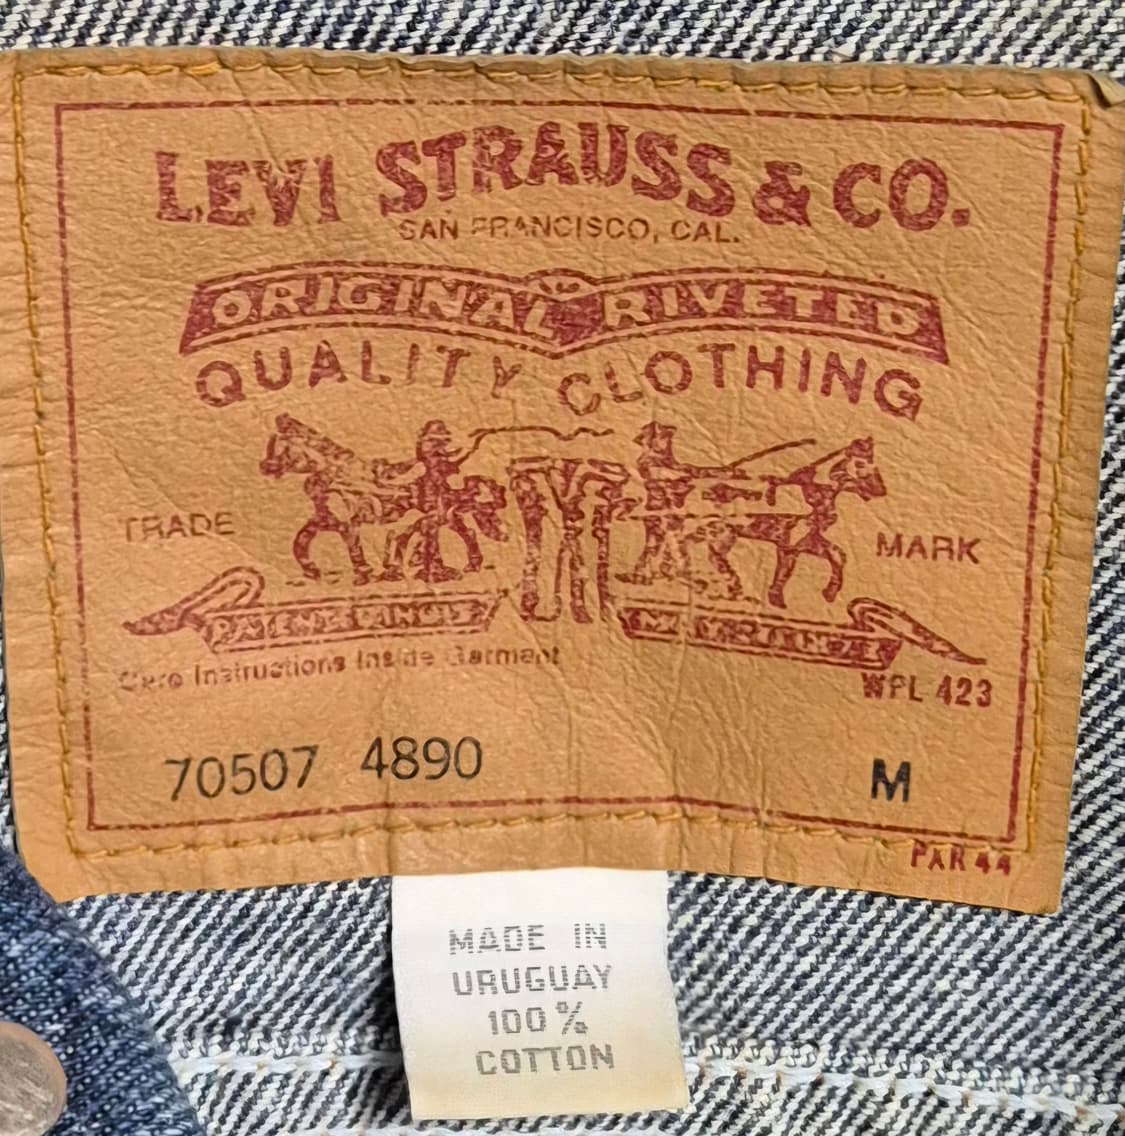 LEVI STRAUSS & CO.
SAN FRANCISCO, CAL.
ORIGINAL RIVETED
QUALITY CLOTHING
TRADE MARK
Care Instructions Inside Garment
WPL 423
70507 4890 M
PXR 44
MADE IN
URUGUAY
100%
COTTON